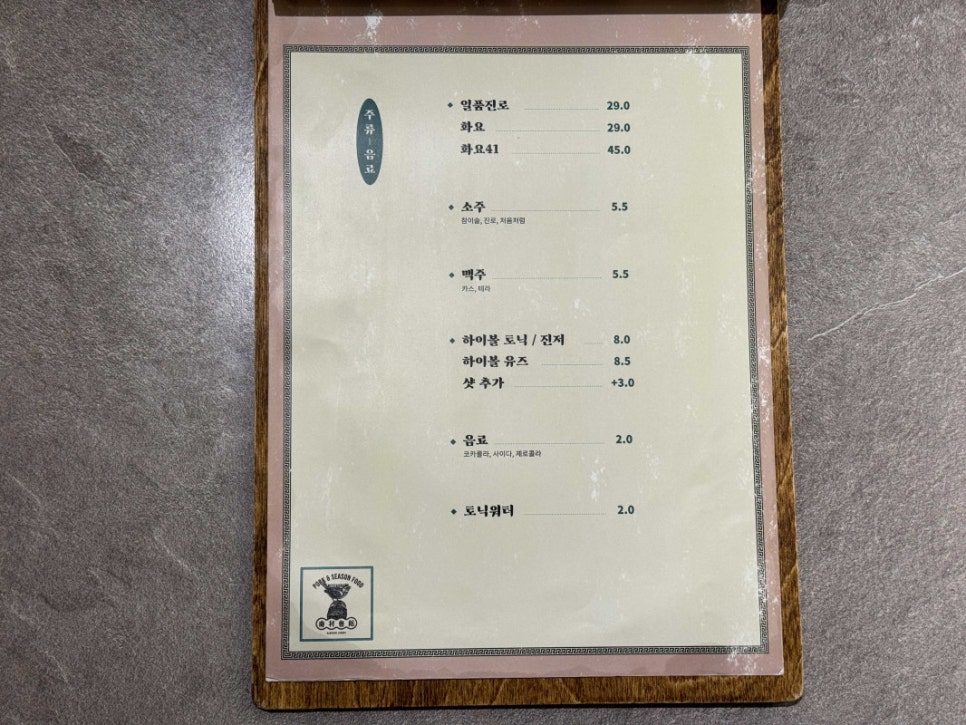 주류+음료
일품진로 29.0
화요 29.0
화요41 45.0
소주 5.5
참이슬, 진로, 처음처럼
맥주 5.5
카스, 테라
하이볼 토닉 / 진저 8.0
하이볼 유즈 8.5
샷 추가 +3.0
음료 2.0
코카콜라, 사이다, 제로콜라
토닉워터 2.0
PORK & SEASON FOOD